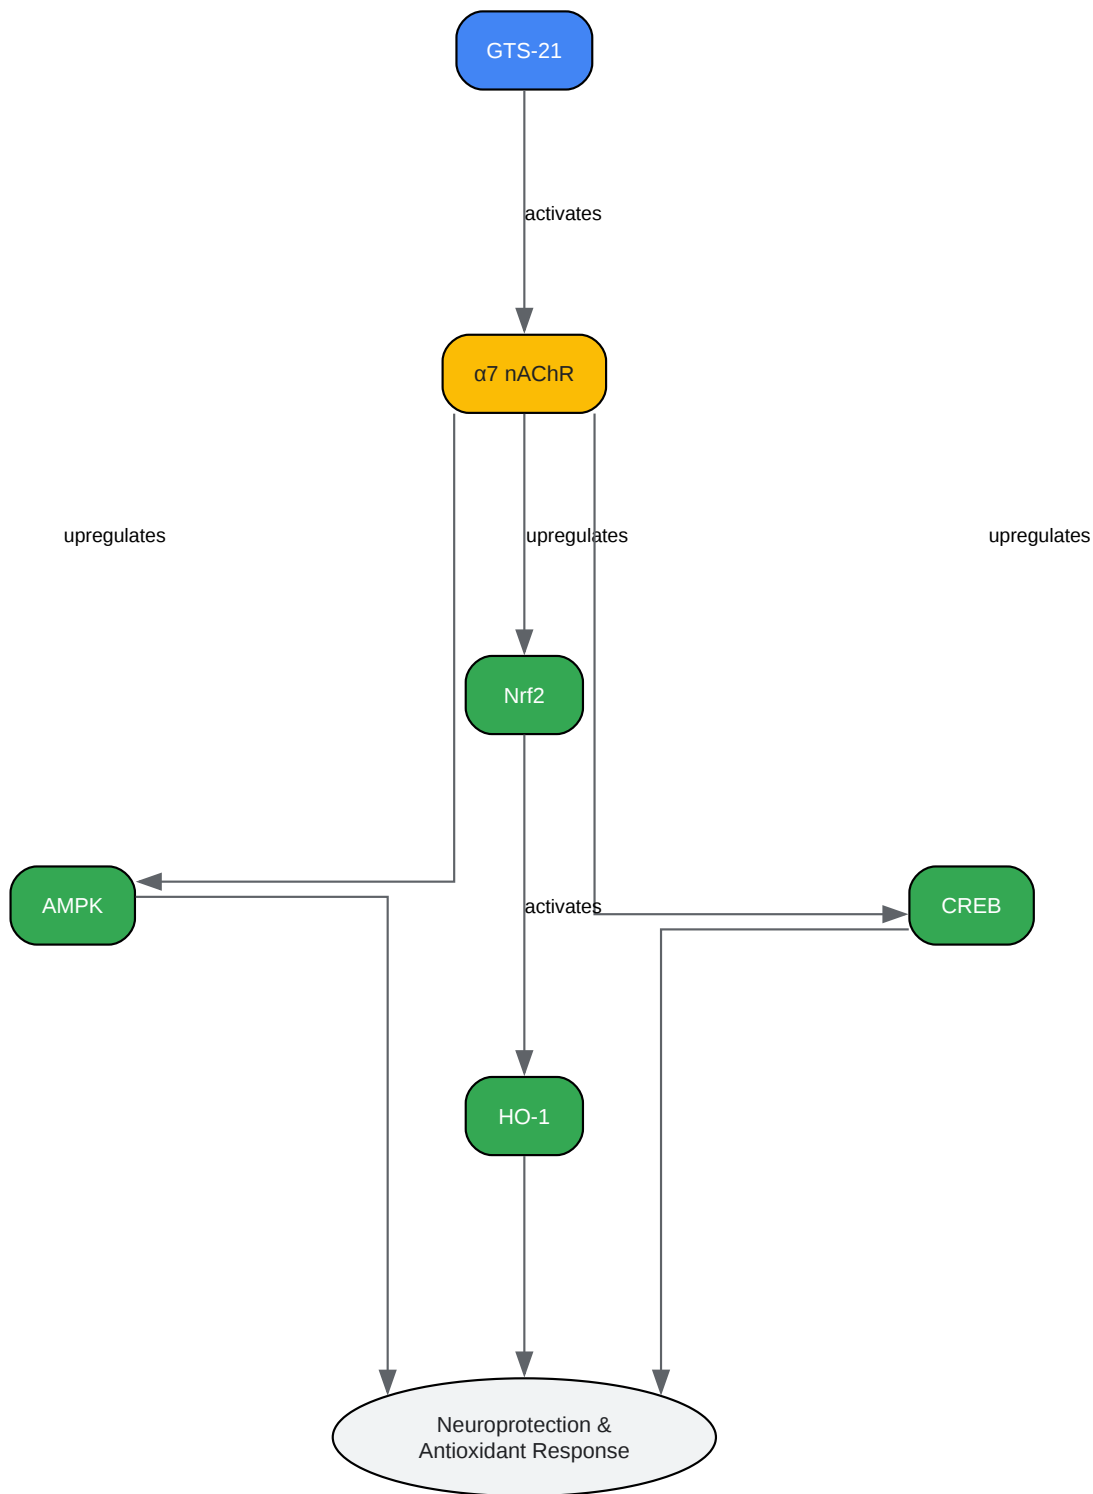 GTS-21
activates
α7 nAChR
upregulates
upregulates
upregulates
Nrf2
AMPK
activates
CREB
HO-1
Neuroprotection &
Antioxidant Response